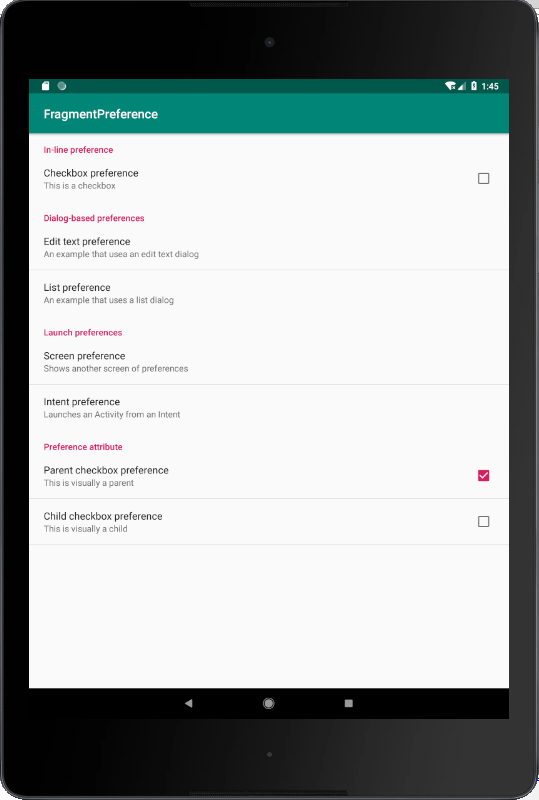 1:45
FragmentPreference
In-line preference
Checkbox preference
This is a checkbox
Dialog-based preferences
Edit text preference
An example that usea an edit text dialog
List preference
An example that uses a list dialog
Launch preferences
Screen preference
Shows another screen of preferences
Intent preference
Launches an Activity from an Intent
Preference attribute
Parent checkbox preference
This is visually a parent
Child checkbox preference
This is visually a child